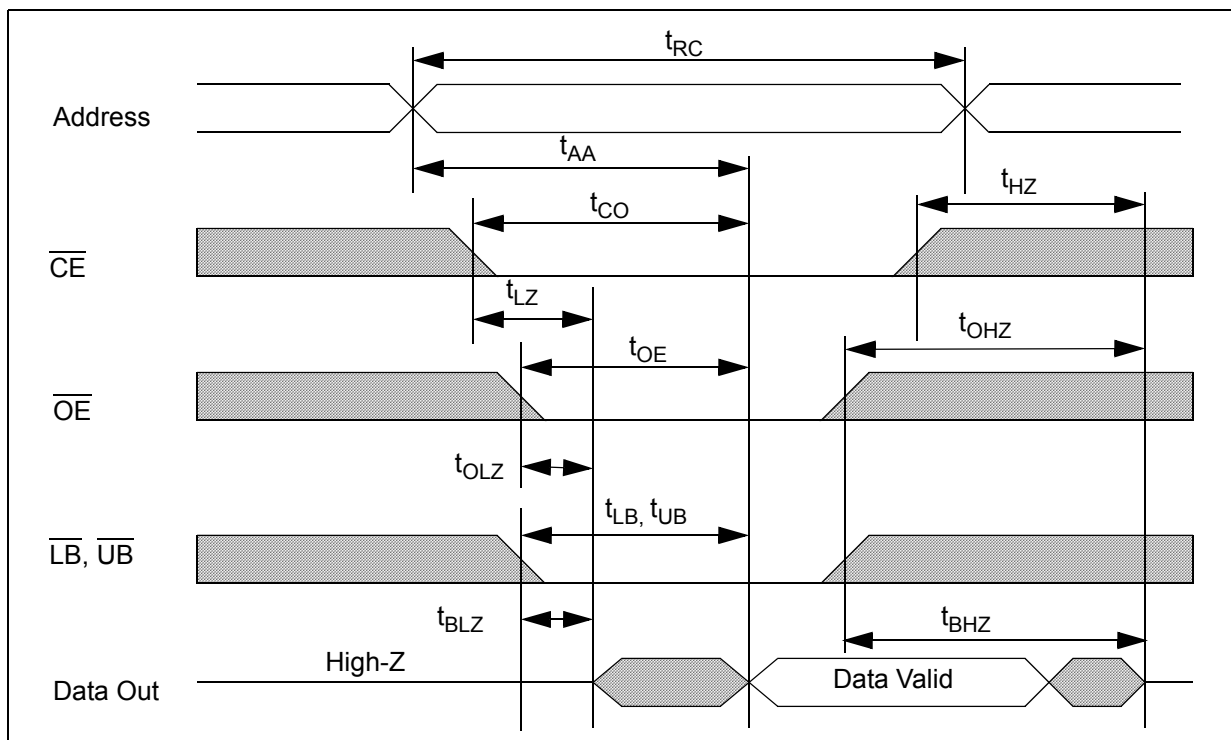 tRC
Address
tAA
tHZ
tCO
CE
tLZ
tOHZ
tOE
OE
tOLZ
tLB, tUB
LB, UB
tBLZ
tBHZ
High-Z
Data Valid
Data Out